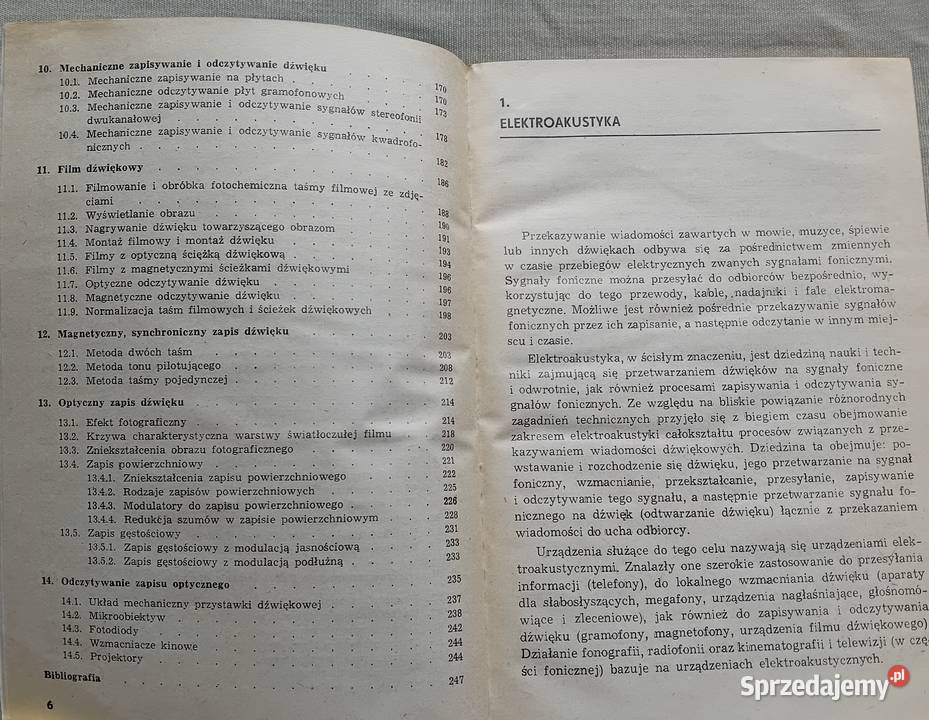 10. Mechaniczne zapisywanie i odczytywanie dźwięku 170
10.1. Mechaniczne zapisywanie na płytach . . . 170
10.2. Mechaniczne odczytywanie płyt gramofonowych 173
10.3. Mechaniczne zapisywanie i odczytywanie sygnałów stereofonii
dwukanałowej . . . 178
10.4. Mechaniczne zapisywanie i odczytywanie sygnałów kwadrofo-
nicznych . . . 182
11. Film dźwiękowy . . . 186
11.1. Filmowanie i obróbka fotochemiczna taśmy filmowej ze zdję-
ciami . . . 188
11.2. Wyświetlanie obrazu . . . 190
11.3. Nagrywanie dźwięku towarzyszącego obrazom . . . 191
11.4. Montaż filmowy i montaż dźwięku . . . 193
11.5. Filmy z optyczną ścieżką dźwiękową . . . 194
11.6. Filmy z magnetycznymi ścieżkami dźwiękowymi . . . 196
11.7. Optyczne odczytywanie dźwięku . . . 196
11.8. Magnetyczne odczytywanie dźwięku . . . 197
11.9. Normalizacja taśm filmowych i ścieżek dźwiękowych . . . 198
12. Magnetyczny, synchroniczny zapis dźwięku 203
12.1. Metoda dwóch taśm . . . 203
12.2. Metoda tonu pilotującego . . . 208
12.3. Metoda taśmy pojedynczej . . . 212
13. Optyczny zapis dźwięku 214
13.1. Efekt fotograficzny . . . 214
13.2. Krzywa charakterystyczna warstwy światłoczułej filmu . . . 218
13.3. Zniekształcenia obrazu fotograficznego . . . 220
13.4. Zapis powierzchniowy . . . 221
13.4.1. Zniekształcenia zapisu powierzchniowego . . . 222
13.4.2. Rodzaje zapisów powierzchniowych . . . 225
13.4.3. Modulatory do zapisu powierzchniowego . . . 226
13.4.4. Redukcja szumów w zapisie powierzchniowym . . . 228
13.5. Zapis gęstościowy . . . 231
13.5.1. Zapis gęstościowy z modulacją jasnościową . . . 233
13.5.2. Zapis gęstościowy z modulacją podłużną . . . 233
14. Odczytywanie zapisu optycznego 235
14.1. Układ mechaniczny przystawki dźwiękowej . . . 237
14.2. Mikroobiektyw . . . 238
14.3. Fotodiody . . . 242
14.4. Wzmacniacze kinowe . . . 244
14.5. Projektory . . . 244
Bibliografia 247
6
1.
ELEKTROAKUSTYKA
Przekazywanie wiadomości zawartych w mowie, muzyce, śpiewie
lub innych dźwiękach odbywa się za pośrednictwem zmiennych
w czasie przebiegów elektrycznych zwanych sygnałami fonicznymi.
Sygnały foniczne można przesyłać do odbiorców bezpośrednio, wy-
korzystując do tego przewody, kable, nadajniki i fale elektroma-
gnetyczne. Możliwe jest również pośrednie przekazywanie sygnałów
fonicznych przez ich zapisanie, a następnie odczytanie w innym miej-
scu i czasie.
Elektroakustyka, w ścisłym znaczeniu, jest dziedziną nauki i tech-
niki zajmującą się przetwarzaniem dźwięków na sygnały foniczne
i odwrotnie, jak również procesami zapisywania i odczytywania sy-
gnałów fonicznych. Ze względu na bliskie powiązanie różnorodnych
zagadnień technicznych przyjęło się z biegiem czasu obejmowanie
zakresem elektroakustyki całokształtu procesów związanych z prze-
kazywaniem wiadomości dźwiękowych. Dziedzina ta obejmuje: po-
wstawanie i rozchodzenie się dźwięku, jego przetwarzanie na sygnał
foniczny, wzmacnianie, przekształcanie, przesyłanie, zapisywanie
i odczytywanie tego sygnału, a następnie przetwarzanie sygnału fo-
nicznego na dźwięk (odtwarzanie dźwięku) łącznie z przekazaniem
wiadomości do ucha odbiorcy.
Urządzenia służące do tego celu nazywają się urządzeniami elek-
troakustycznymi. Znalazły one szerokie zastosowanie do przesyłania
informacji (telefony), do lokalnego wzmacniania dźwięku (aparaty
dla słabosłyszących, megafony, urządzenia nagłaśniające, głośnomó-
wiące i zleceniowe), jak również do zapisywania i odczytywania
dźwięku (gramofony, magnetofony, urządzenia filmu dźwiękowego)
Działanie fonografii, radiofonii oraz kinematografii i telewizji (w czę
ści fonicznej) bazuje na urządzeniach elektroakustycznych.
Sprzedajemy.pl